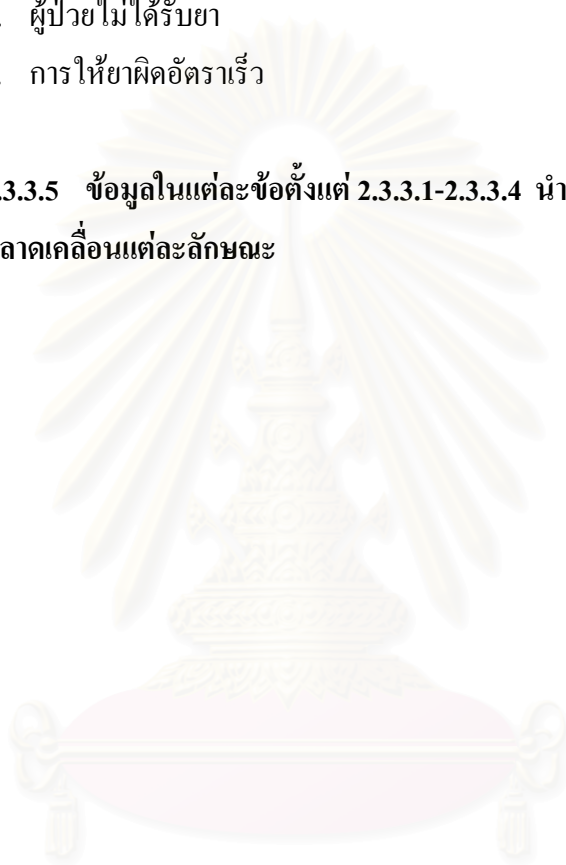 . ผู้ป่วยไม่ได้รับยา
. การให้ยาผิดอัตราเร็ว
.3.3.5 ข้อมูลในแต่ละข้อตั้งแต่ 2.3.3.1-2.3.3.4 นำ
ลาดเคลื่อนแต่ละลักษณะ